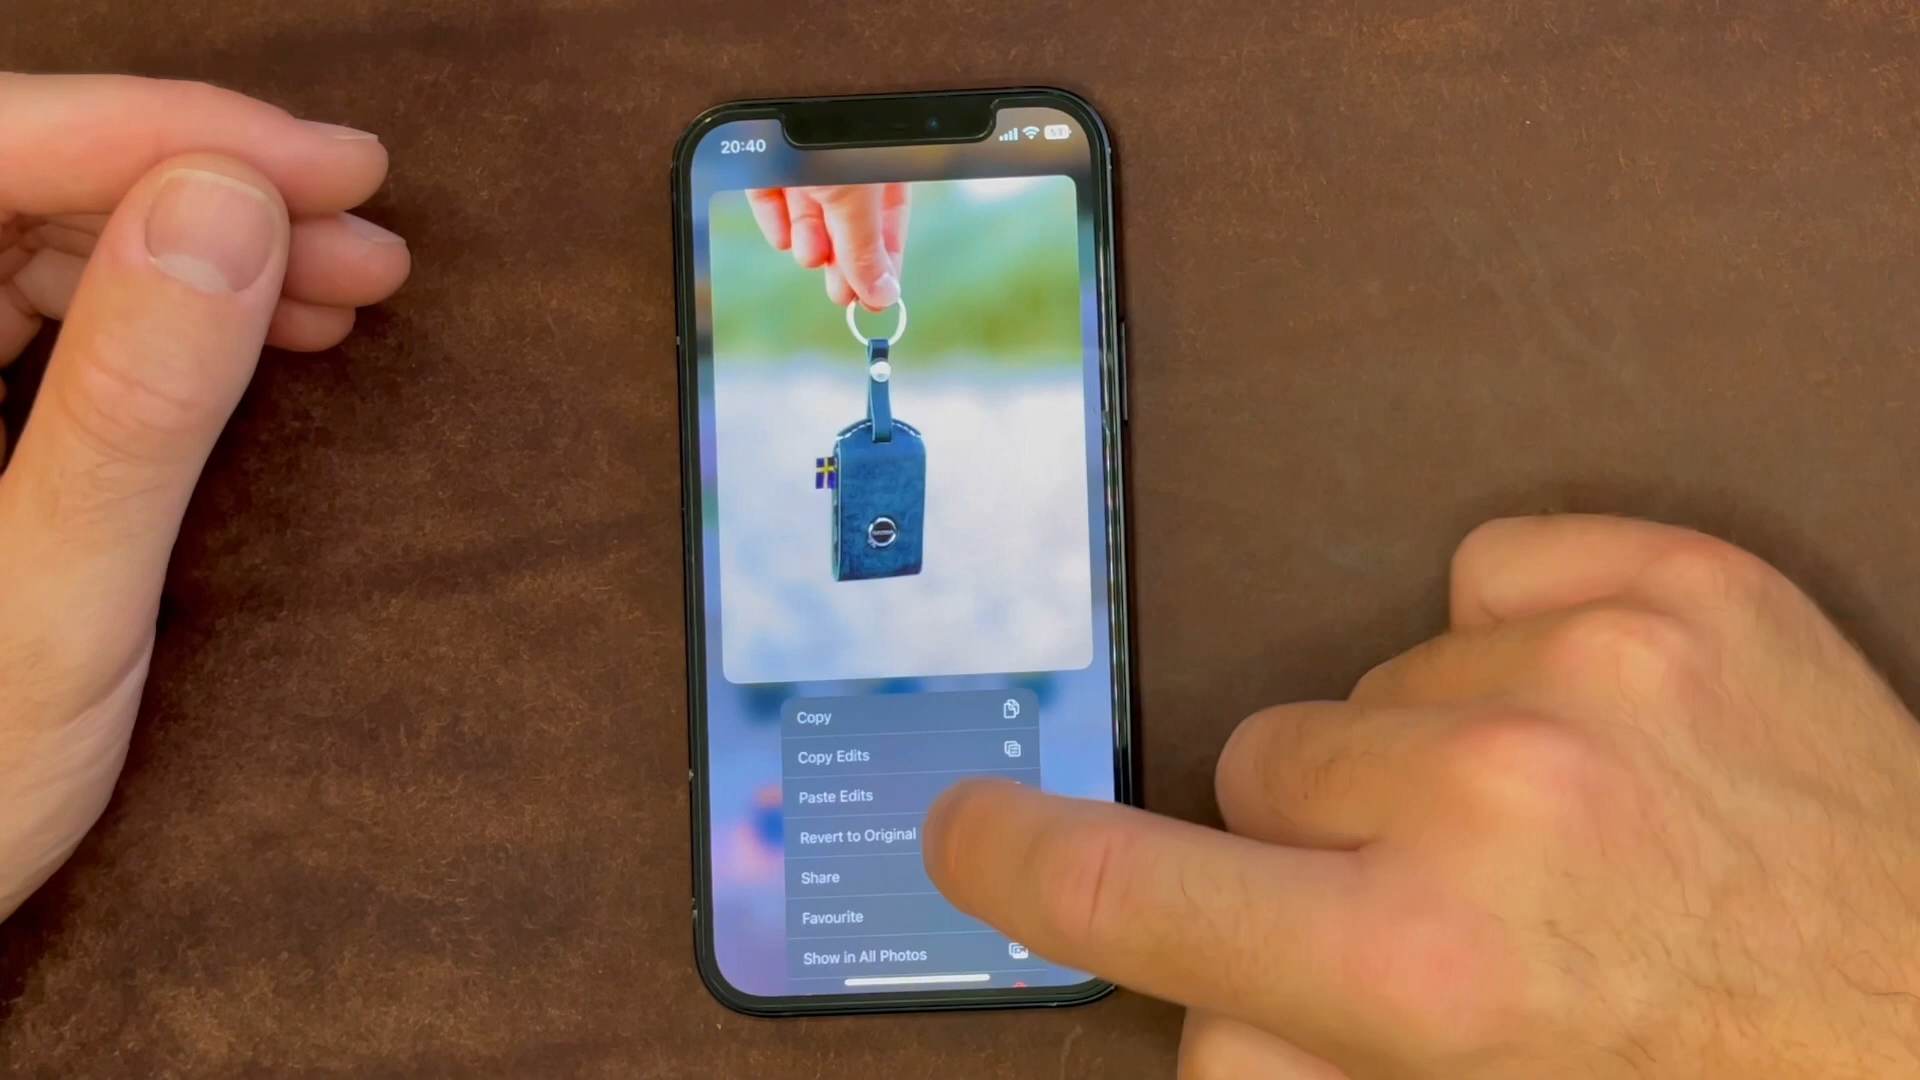 20:40
Copy
Copy Edits
Paste Edits
Revert to Original
Share
Favourite
Show in All Photos